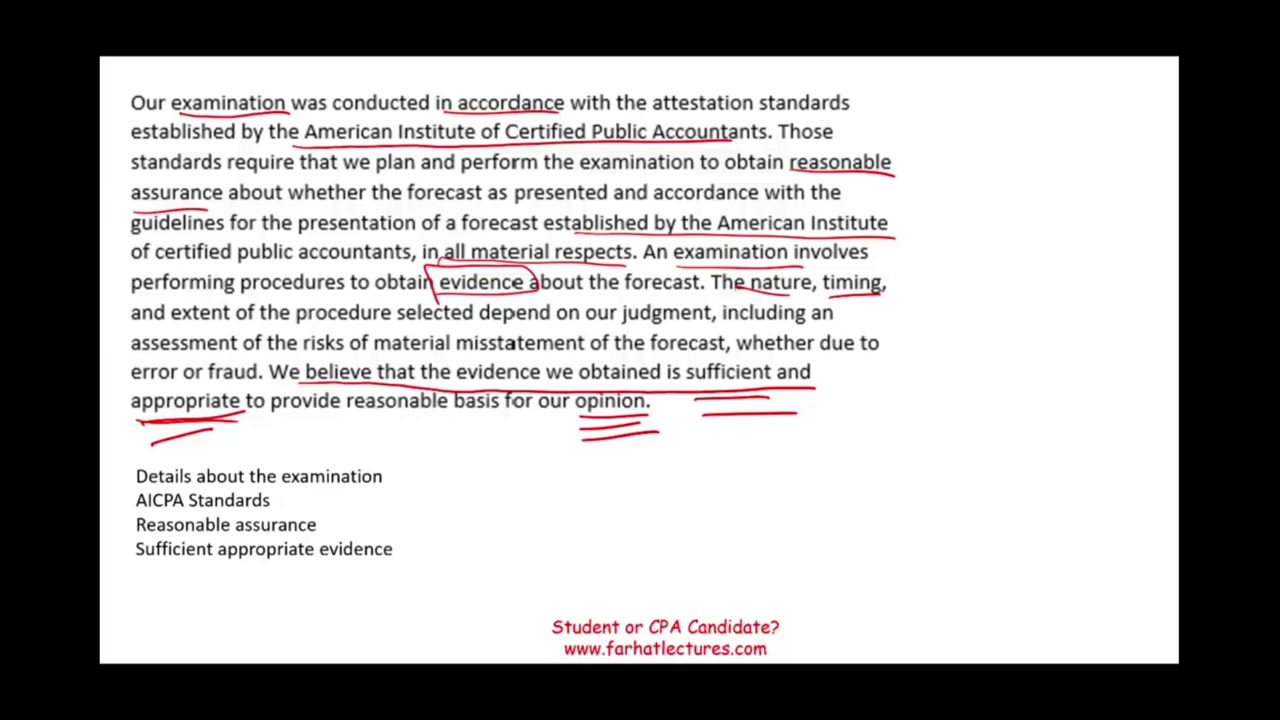 Our examination was conducted in accordance with the attestation standards
established by the American Institute of Certified Public Accountants. Those
standards require that we plan and perform the examination to obtain reasonable
assurance about whether the forecast as presented and accordance with the
guidelines for the presentation of a forecast established by the American Institute
of certified public accountants, in all material respects. An examination involves
performing procedures to obtain evidence about the forecast. The nature, timing,
and extent of the procedure selected depend on our judgment, including an
assessment of the risks of material misstatement of the forecast, whether due to
error or fraud. We believe that the evidence we obtained is sufficient and
appropriate to provide reasonable basis for our opinion.
Details about the examination
AICPA Standards
Reasonable assurance
Sufficient appropriate evidence
Student or CPA Candidate?
www.farhatlectures.com